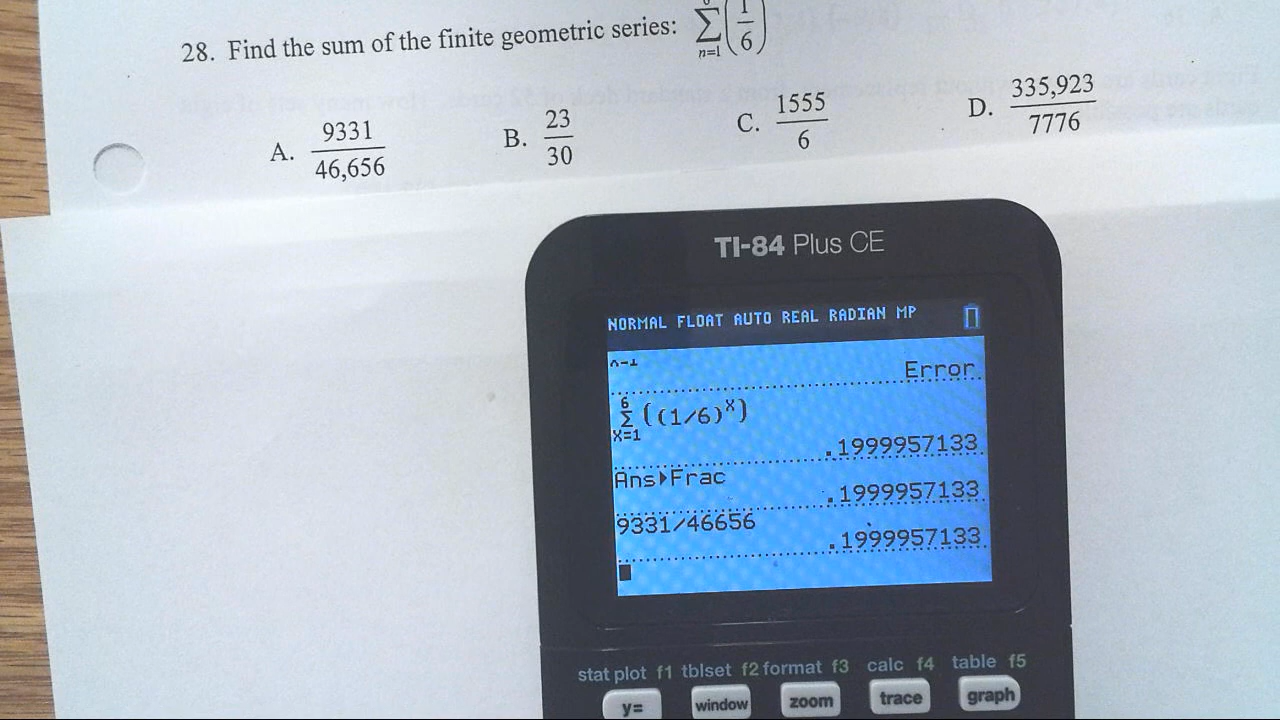 28. Find the sum of the finite geometric series: ∑ n=1 (1/6)
A. 9331/46,656 B. 23/30 C. 1555/6 D. 335,923/7776
TI-84 Plus CE
NORMAL FLOAT AUTO REAL RADIAN MP
n=1
Error
6
∑ ((1/6)^X)
X=1
.1999957133
Ans▶Frac
.1999957133
9331/46656
.1999957133
stat plot f1 tblset f2 format f3 calc f4 table f5
y= window zoom trace graph